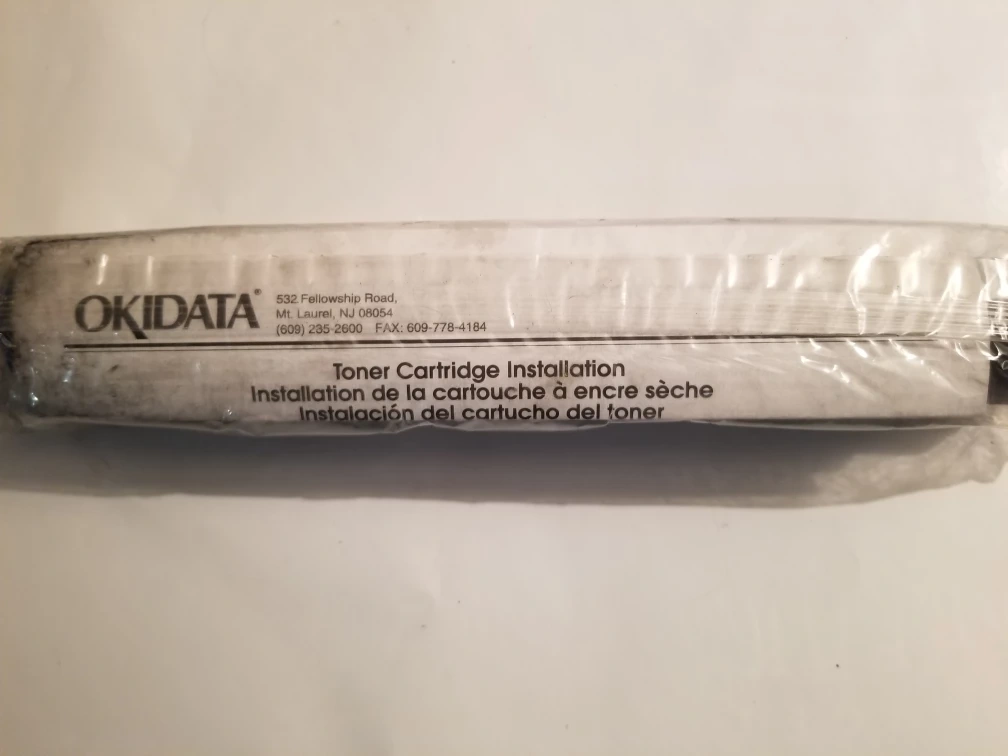 OKIDATA®
532 Fellowship Road,
Mt. Laurel, NJ 08054
(609) 235-2600 FAX: 609-778-4184
Toner Cartridge Installation
Installation de la cartouche à encre sèche
Instalación del cartucho del toner